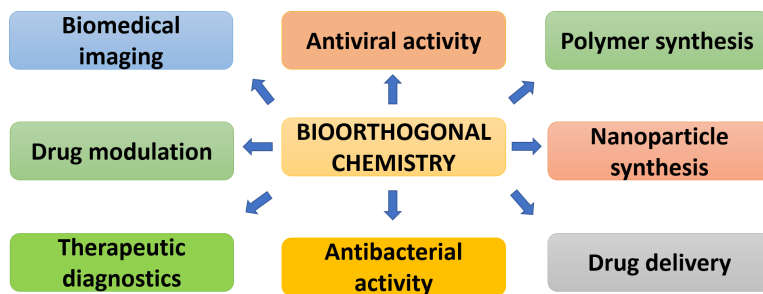 Biomedical
imaging
Antiviral activity
Polymer synthesis
Drug modulation
BIOORTHOGONAL
CHEMISTRY
Nanoparticle
synthesis
Therapeutic
diagnostics
Antibacterial
activity
Drug delivery